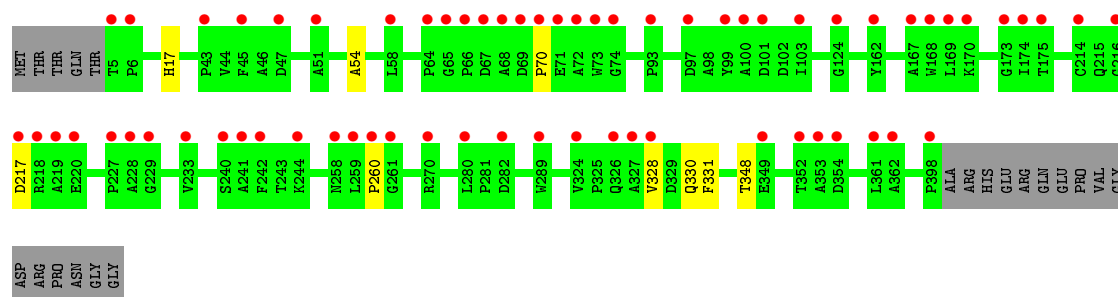 MET THR THR GLN THR T5 P6 H17 P43 V44 F45 A46 D47 A51 A54 L58 P64 G65 P66 D67 A68 D69 P70 E71 A72 W73 G74 P93 D97 A98 Y99 A100 D101 D102 I103 G124 Y162 A167 W168 L169 K170 G173 I174 T175 C214 Q215
D217 R218 A219 E220 P227 A228 G229 V233 S240 A241 F242 T243 K244 N258 L259 P260 G261 R270 L280 P281 D282 W289 V324 P325 Q326 A327 V328 D329 Q330 F331 T348 E349 T352 A353 D354 L361 A362 P398 ALA ARG HIS GLU ARG GLN GLU PRO VAL GLY
ASP ARG PRO ASN GLY GLY